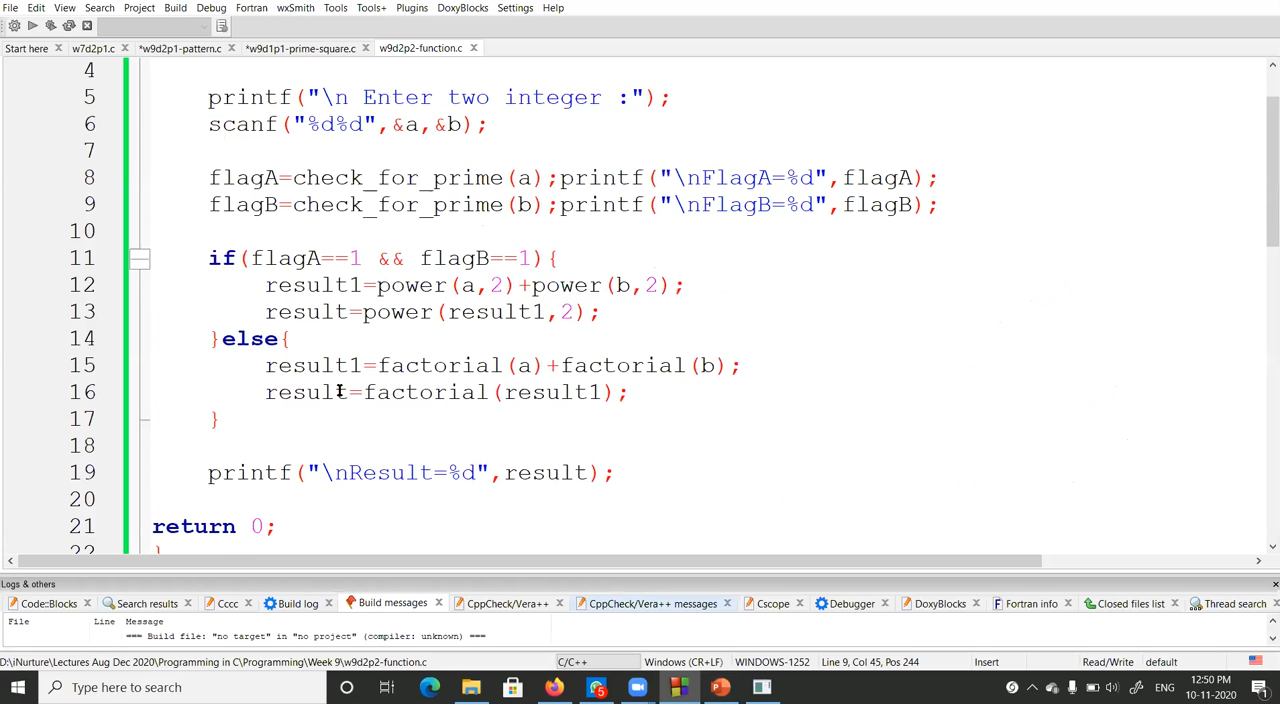 File Edit View Search Project Build Debug Fortran wxSmith Tools Tools+ Plugins DoxyBlocks Settings Help
Start here w7d2p1.c *w9d2p1-pattern.c *w9d1p1-prime-square.c w9d2p2-function.c
4
5 printf("\n Enter two integer :");
6 scanf("%d%d",&a,&b);
7
8 flagA=check_for_prime(a);printf("\nFlagA=%d",flagA);
9 flagB=check_for_prime(b);printf("\nFlagB=%d",flagB);
10
11 if(flagA==1 && flagB==1){
12 result1=power(a,2)+power(b,2);
13 result=power(result1,2);
14 }else{
15 result1=factorial(a)+factorial(b);
16 result=factorial(result1);
17 }
18
19 printf("\nResult=%d",result);
20
21 return 0;
22 }
Logs & others
Code::Blocks Search results Cccc Build log Build messages CppCheck/Vera++ CppCheck/Vera++ messages Cscope Debugger DoxyBlocks Fortran info Closed files list Thread search
File Line Message
=== Build file: "no target" in "no project" (compiler: unknown) ===
D:\iNurture\Lectures Aug Dec 2020\Programming in C\Programming\Week 9\w9d2p2-function.c C/C++ Windows (CR+LF) WINDOWS-1252 Line 9, Col 45, Pos 244 Insert Read/Write default
Type here to search 5 ENG 12:50 PM
10-11-2020 1